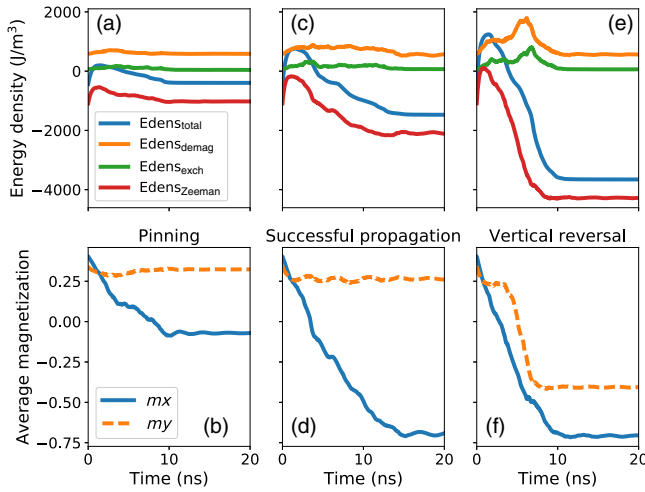 (a)
(c)
(e)
Energy density (J/m³)
2000
0
−2000
−4000
Edens_total
Edens_demag
Edens_exch
Edens_Zeeman
Pinning
Successful propagation
Vertical reversal
Average magnetization
0.25
0.00
−0.25
−0.50
−0.75
mx
my
(b)
(d)
(f)
0 10 20
0 10 20
0 10 20
Time (ns)
Time (ns)
Time (ns)